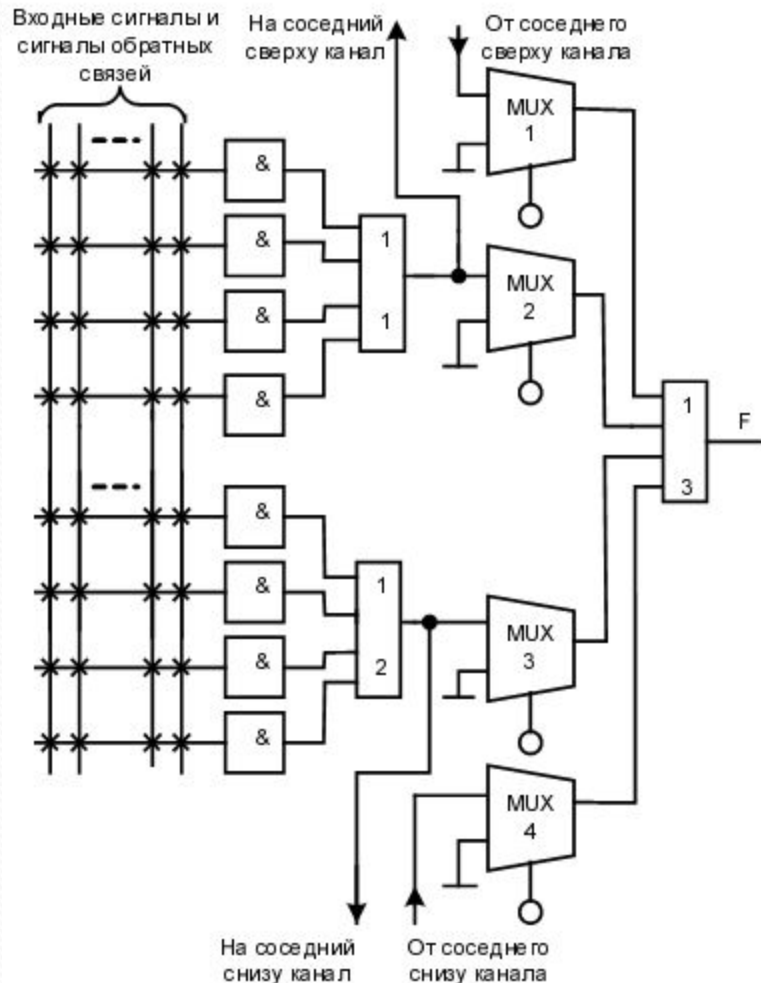 Входные сигналы и
сигналы обратных
связей
На соседний
сверху канал
От соседнего
сверху канала
MUX
1
&
&
1
MUX
2
&
1
&
1
F
3
&
&
1
MUX
3
&
2
&
MUX
4
На соседний
снизу канал
От соседнего
снизу канала